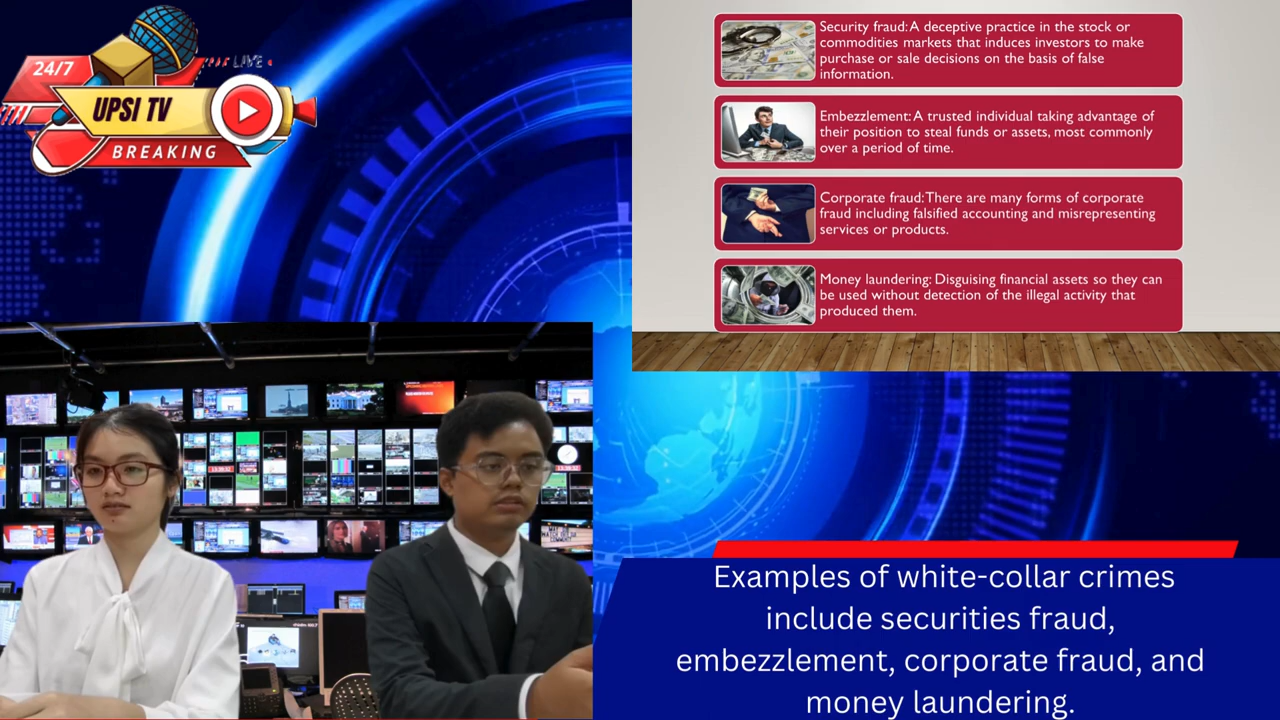 24/7
LIVE
UPSI TV
BREAKING
Security fraud: A deceptive practice in the stock or
commodities markets that induces investors to make
purchase or sale decisions on the basis of false
information.
Embezzlement: A trusted individual taking advantage of
their position to steal funds or assets, most commonly
over a period of time.
Corporate fraud: There are many forms of corporate
fraud including falsified accounting and misrepresenting
services or products.
Money laundering: Disguising financial assets so they can
be used without detection of the illegal activity that
produced them.
Examples of white-collar crimes
include securities fraud,
embezzlement, corporate fraud, and
money laundering.